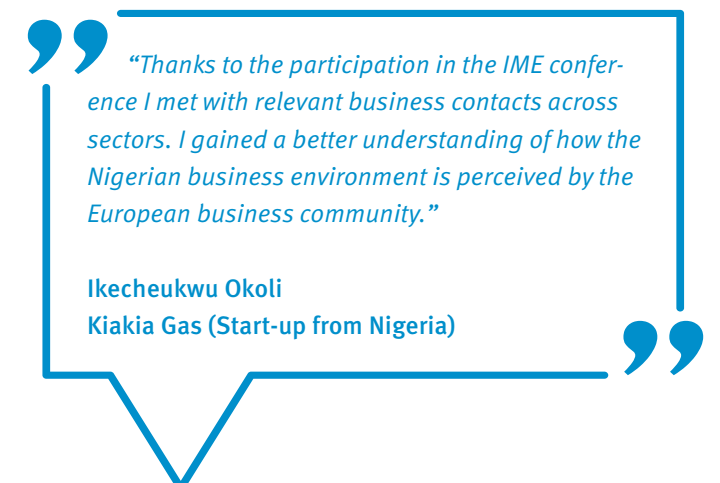 “Thanks to the participation in the IME confer-
ence I met with relevant business contacts across
sectors. I gained a better understanding of how the
Nigerian business environment is perceived by the
European business community.”
Ikecheukwu Okoli
Kiakia Gas (Start-up from Nigeria)